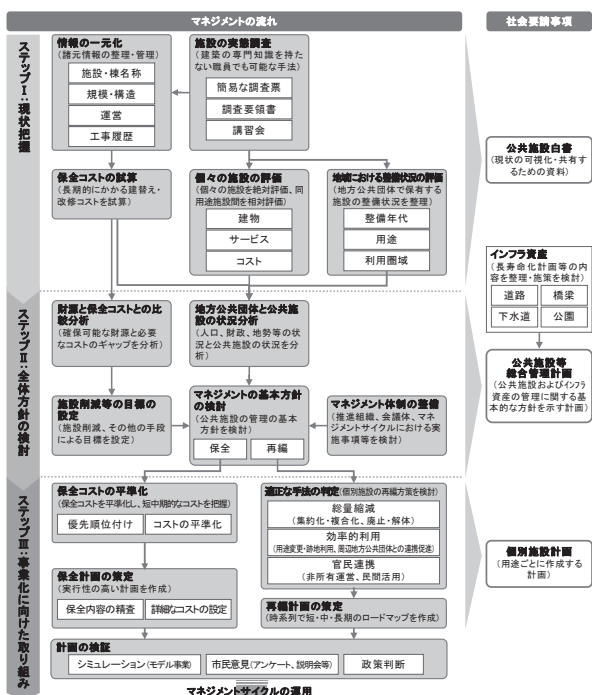 マネジメントの流れ
社会要請事項
ステップⅠ：現状把握
情報の一元化
(諸元情報の整理・管理)
施設・棟名称
規模・構造
運営
工事履歴
施設の実態調査
(建築の専門知識を持た
ない職員でも可能な手法)
簡易な調査票
調査要領書
講習会
保全コストの試算
(長期的にかかる建替え・
改修コストを試算)
個々の施設の評価
(個々の施設を絶対評価、同
用途施設間を相対評価)
建物
サービス
コスト
地域における整備状況の評価
(地方公共団体で保有する
施設の整備状況を整理)
整備年代
用途
利用圏域
公共施設白書
(現状の可視化・共有す
るための資料)
インフラ資産
(長寿命化計画等の内
容を整理・施策を検討)
道路
橋梁
下水道
公園
ステップⅡ：全体方針の検討
財源と保全コストとの比
較分析
(確保可能な財源と必要
なコストのギャップを分析)
地方公共団体と公共施
設の状況分析
(人口、財政、地勢等の状
況と公共施設の状況を分
析)
施設削減等の目標の
設定
(施設削減、その他の手段
による目標を設定)
マネジメントの基本方針
の検討
(公共施設の管理の基本
方針を検討)
保全
再編
マネジメント体制の整備
(推進組織、会議体、マネ
ジメントサイクルにおける実
施事項等を検討)
公共施設等
総合管理計画
(公共施設およびインフラ
資産の管理に関する基
本的な方針を示す計画)
ステップⅢ：事業化に向けた取り組み
保全コストの平準化
(保全コストを平準化し、短中期的なコストを把握)
優先順位付け
コストの平準化
適正な手法の判定(個別施設の再編方策を検討)
総量縮減
(集約化・複合化、廃止・解体)
効率的利用
(用途変更・跡地利用、周辺地方公共団体との連携促進)
官民連携
(非所有運営、民間活用)
保全計画の策定
(実行性の高い計画を作成)
保全内容の精査
詳細なコストの設定
再編計画の策定
(時系列で短・中・長期のロードマップを作成)
個別施設計画
(用途ごとに作成する
計画)
計画の検証
シミュレーション(モデル事業)
市民意見(アンケート、説明会等)
政策判断
マネジメントサイクルの運用